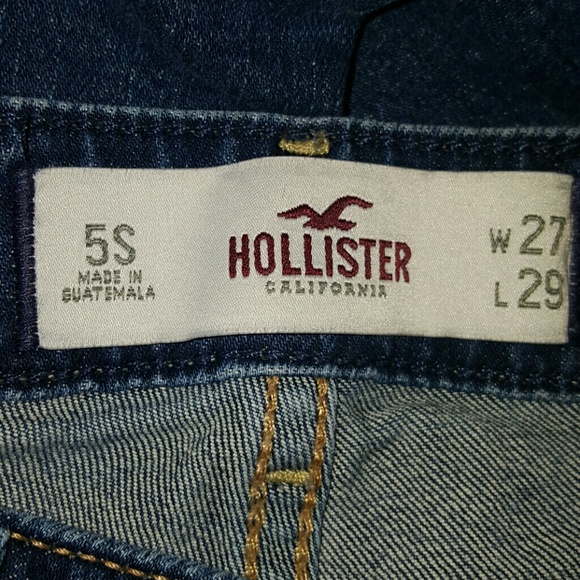 5S
MADE IN
GUATEMALA
HOLLISTER
CALIFORNIA
W 27
L 29